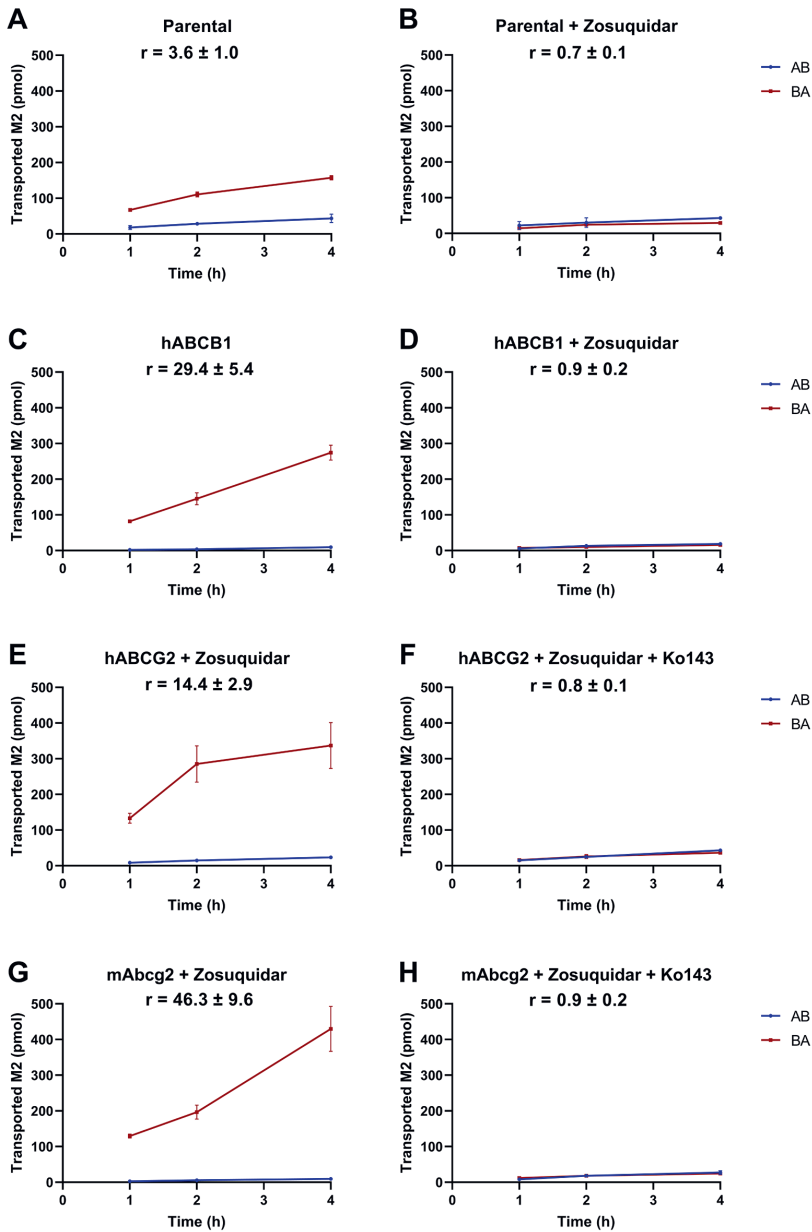 A
Parental
r = 3.6 ± 1.0
Transported M2 (pmol)
500
400
300
200
100
0
0 1 2 3 4
Time (h)
B
Parental + Zosuquidar
r = 0.7 ± 0.1
Transported M2 (pmol)
500
400
300
200
100
0
0 1 2 3 4
Time (h)
AB
BA
C
hABCB1
r = 29.4 ± 5.4
Transported M2 (pmol)
500
400
300
200
100
0
0 1 2 3 4
Time (h)
D
hABCB1 + Zosuquidar
r = 0.9 ± 0.2
Transported M2 (pmol)
500
400
300
200
100
0
0 1 2 3 4
Time (h)
AB
BA
E
hABCG2 + Zosuquidar
r = 14.4 ± 2.9
Transported M2 (pmol)
500
400
300
200
100
0
0 1 2 3 4
Time (h)
F
hABCG2 + Zosuquidar + Ko143
r = 0.8 ± 0.1
Transported M2 (pmol)
500
400
300
200
100
0
0 1 2 3 4
Time (h)
AB
BA
G
mAbcg2 + Zosuquidar
r = 46.3 ± 9.6
Transported M2 (pmol)
500
400
300
200
100
0
0 1 2 3 4
Time (h)
H
mAbcg2 + Zosuquidar + Ko143
r = 0.9 ± 0.2
Transported M2 (pmol)
500
400
300
200
100
0
0 1 2 3 4
Time (h)
AB
BA